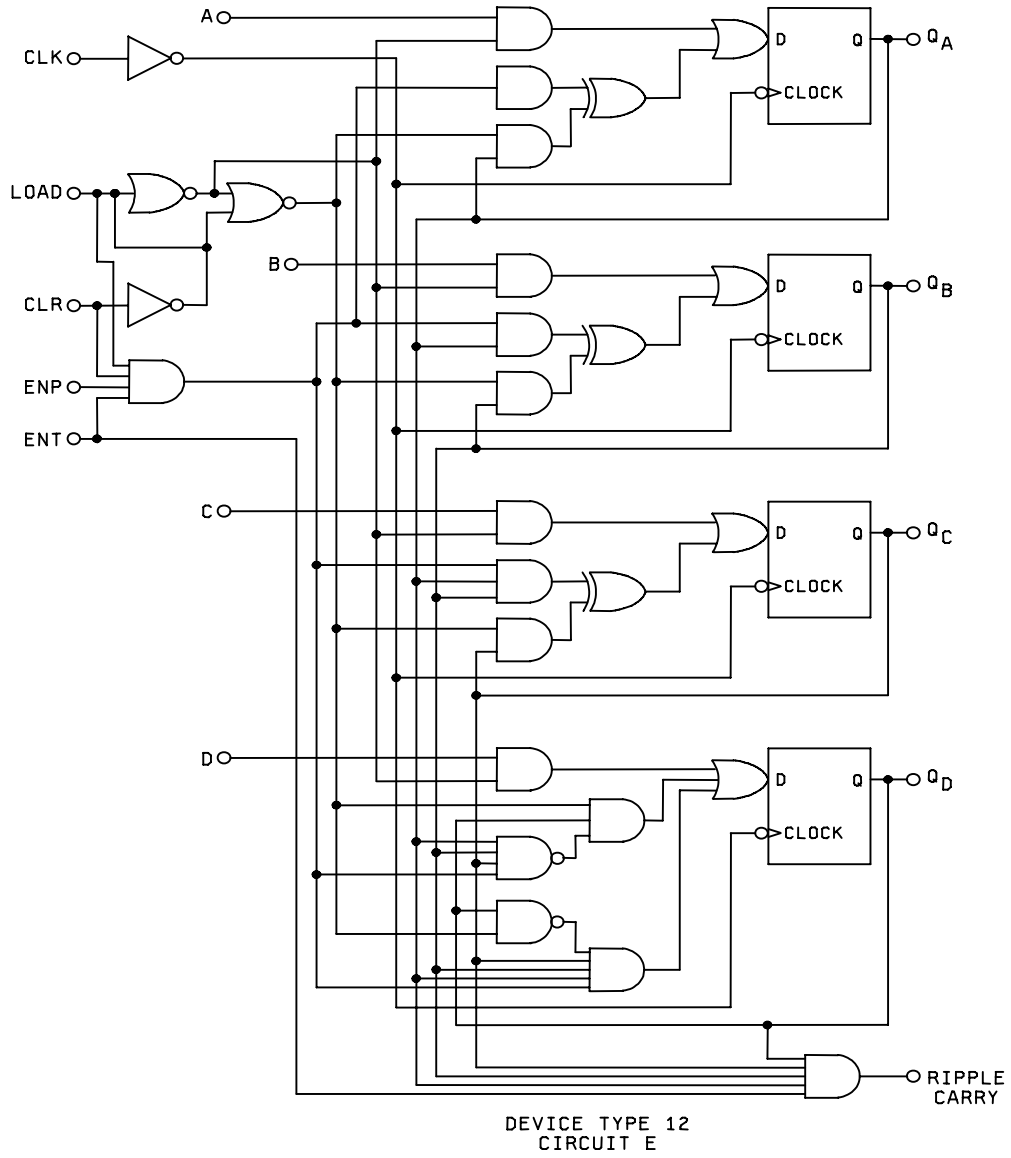 A
CLK
D Q Q A
CLOCK
LOAD
B
D Q Q B
CLR
CLOCK
ENP
ENT
C
D Q Q C
CLOCK
D
D Q Q D
CLOCK
RIPPLE
CARRY
DEVICE TYPE 12
CIRCUIT E